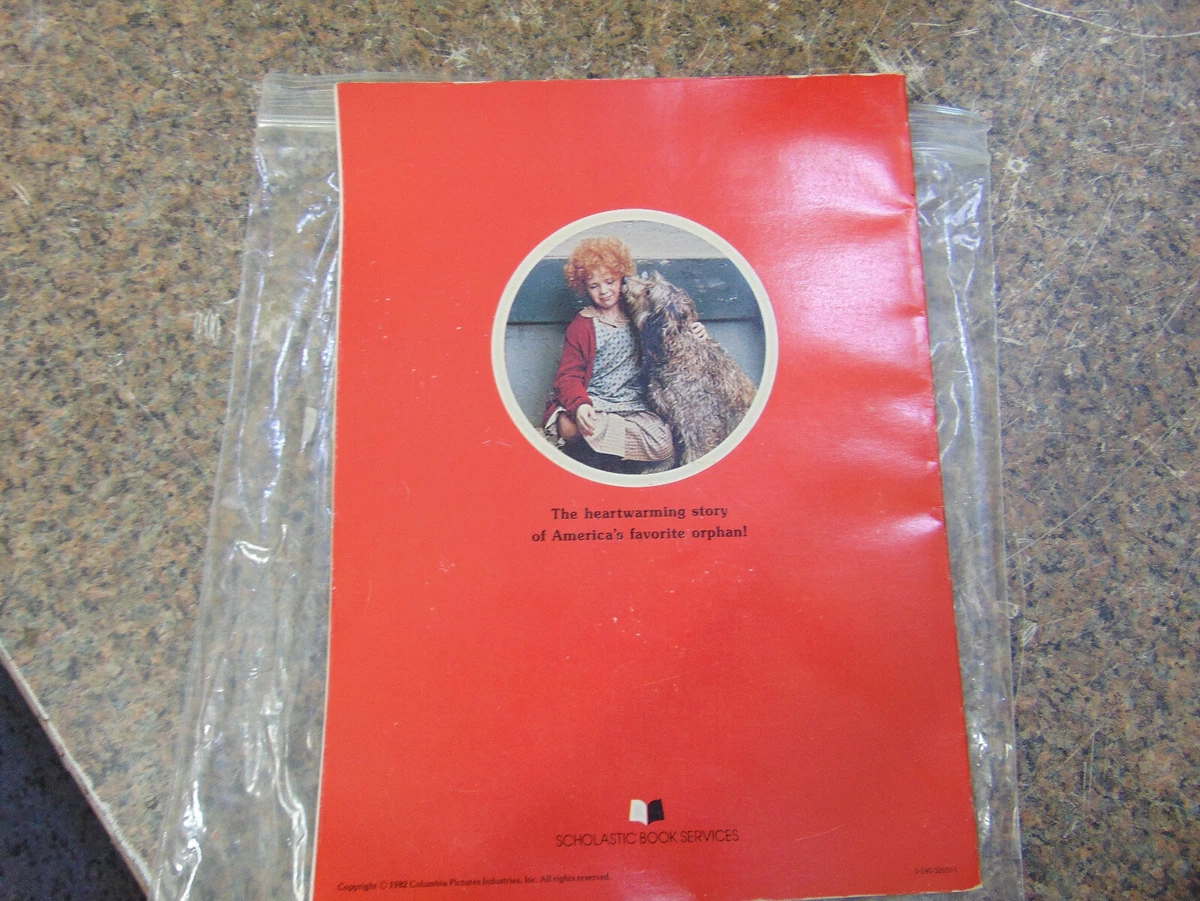 The heartwarming story
of America's favorite orphan!
SCHOLASTIC BOOK SERVICES
Copyright © 1982 Columbia Pictures Industries, Inc. All rights reserved.